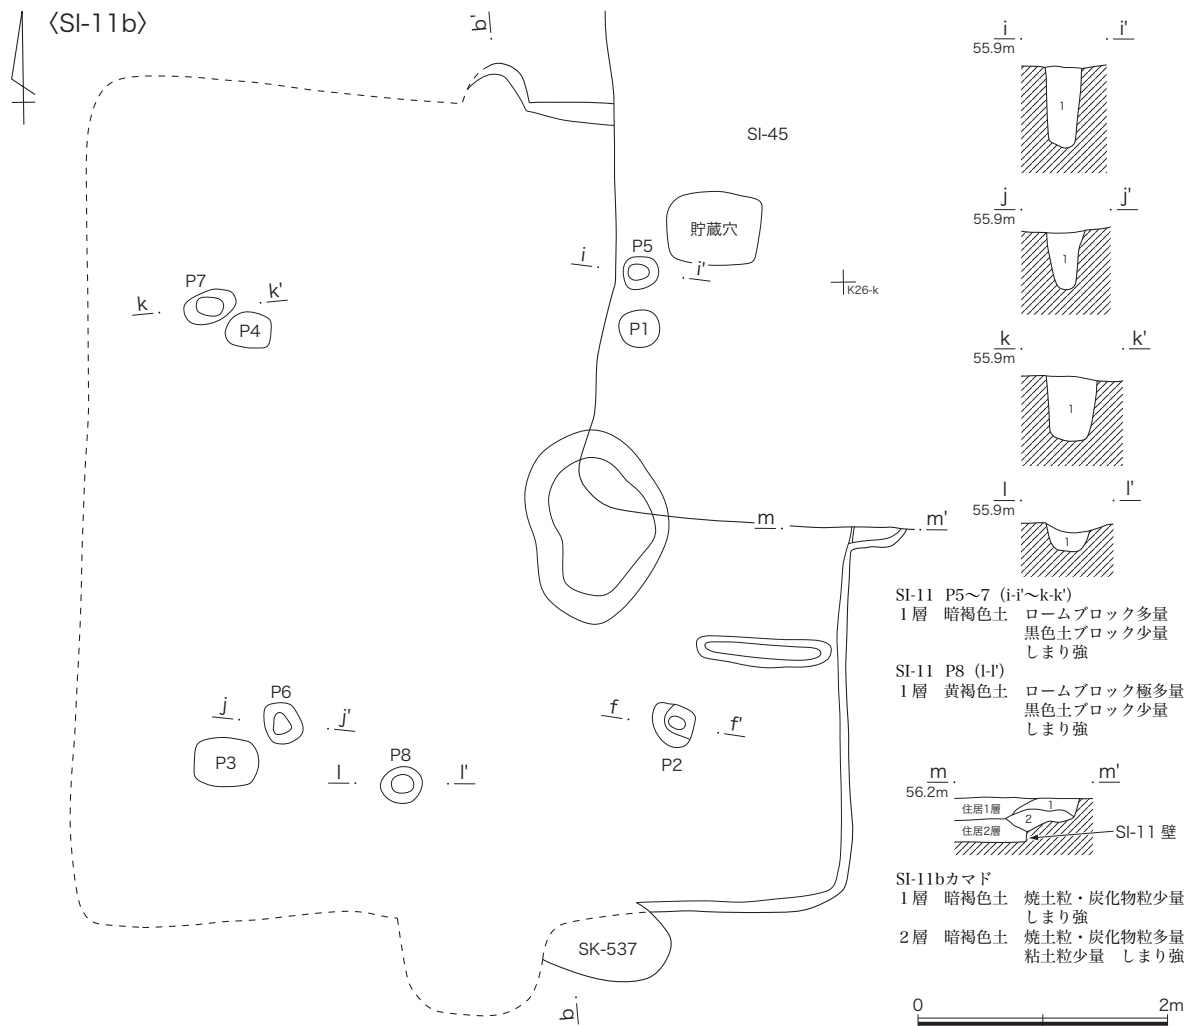 〈SI-11b〉
b'
SI-45
貯蔵穴
P5
i
i'
P7
k
k'
P4
P1
K26-k
m
m'
P6
j
j'
P3
P8
l
l'
f
f'
P2
SK-537
b
i
i'
55.9m
1
j
j'
55.9m
1
k
k'
55.9m
1
l
l'
55.9m
1
SI-11 P5～7（i-i'～k-k'）
1層 暗褐色土 ロームブロック多量
黒色土ブロック少量
しまり強
SI-11 P8（l-l'）
1層 黄褐色土 ロームブロック極多量
黒色土ブロック少量
しまり強
m
m'
56.2m
住居1層
1
2
住居2層
SI-11 壁
SI-11bカマド
1層 暗褐色土 焼土粒・炭化物粒少量
しまり強
2層 暗褐色土 焼土粒・炭化物粒多量
粘土粒少量 しまり強
0
2m